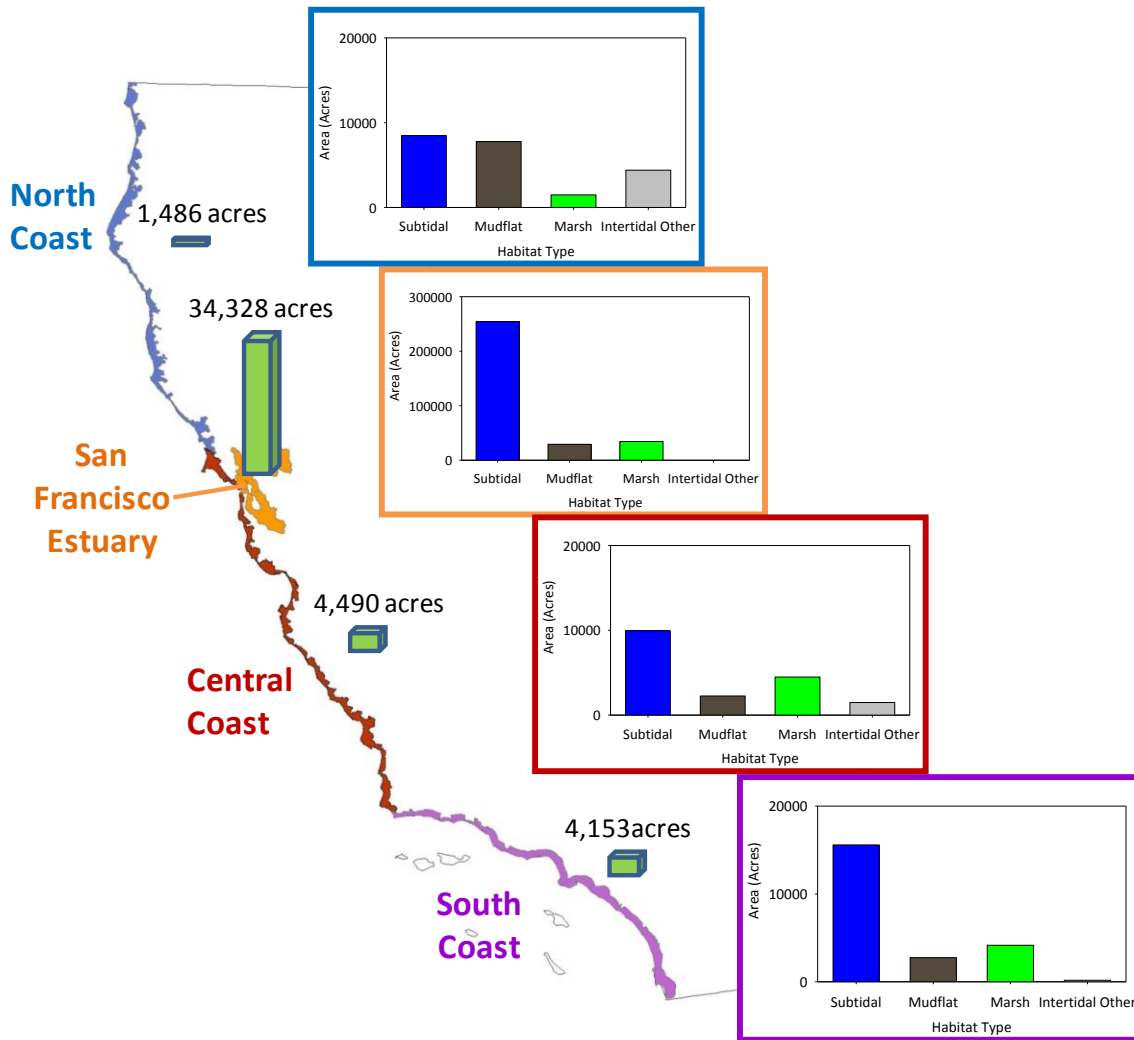 20000
10000
0
Area (Acres)
Subtidal Mudflat Marsh Intertidal Other
Habitat Type
North
Coast
1,486 acres
34,328 acres
300000
200000
100000
0
Area (Acres)
Subtidal Mudflat Marsh Intertidal Other
Habitat Type
San
Francisco
Estuary
4,490 acres
20000
10000
0
Area (Acres)
Subtidal Mudflat Marsh Intertidal Other
Habitat Type
Central
Coast
4,153acres
20000
10000
0
Area (Acres)
Subtidal Mudflat Marsh Intertidal Other
Habitat Type
South
Coast